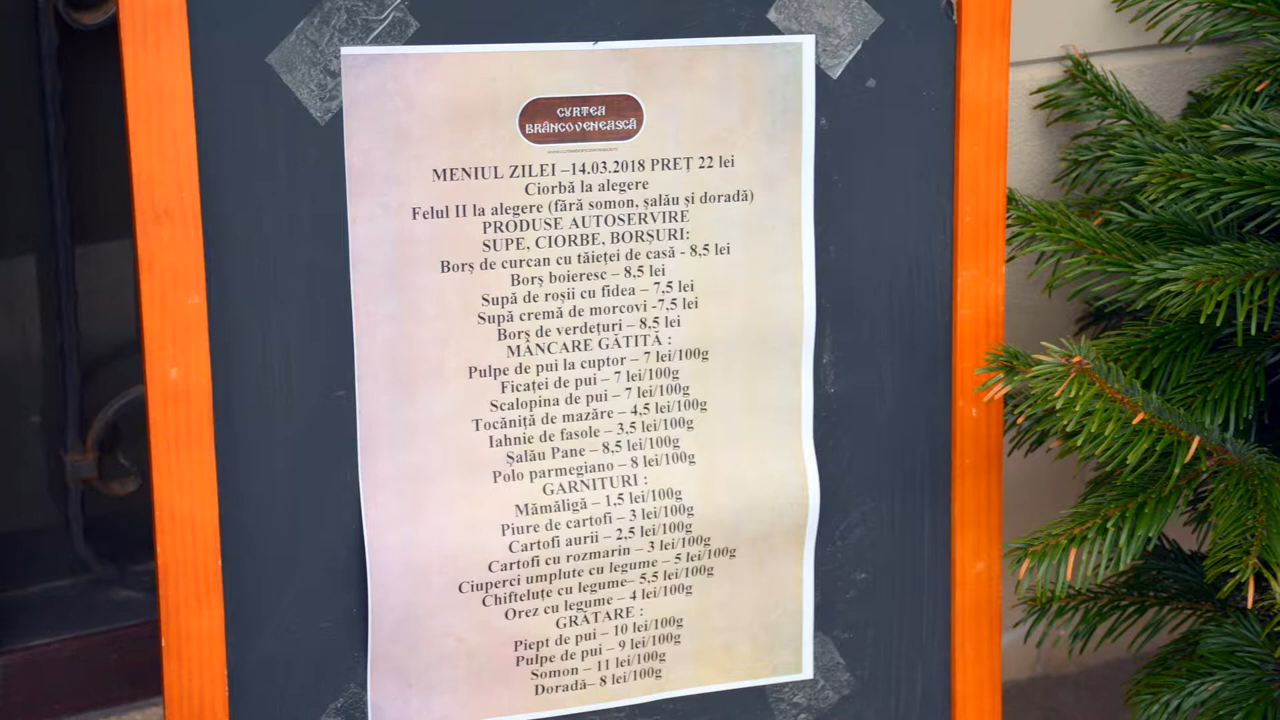 CURTEA
BRÂNCOVENEASCĂ
MENIUL ZILEI –14.03.2018 PREȚ 22 lei
Ciorbă la alegere
Felul II la alegere (fără somon, șalău și doradă)
PRODUSE AUTOSERVIRE
SUPE, CIORBE, BORȘURI:
Borș de curcan cu tăieței de casă - 8,5 lei
Borș boieresc – 8,5 lei
Supă de roșii cu fidea – 7,5 lei
Supă cremă de morcovi -7,5 lei
Borș de verdețuri – 8,5 lei
MÂNCARE GĂTITĂ :
Pulpe de pui la cuptor – 7 lei/100g
Ficăței de pui – 7 lei/100g
Scalopina de pui – 7 lei/100g
Tocăniță de mazăre – 4,5 lei/100g
Iahnie de fasole – 3,5 lei/100g
Șalău Pane – 8,5 lei/100g
Polo parmegiano – 8 lei/100g
GARNITURI :
Mămăligă – 1,5 lei/100g
Piure de cartofi – 3 lei/100g
Cartofi aurii – 2,5 lei/100g
Cartofi cu rozmarin – 3 lei/100g
Ciuperci umplute cu legume – 5 lei/100g
Chifteluțe cu legume– 5,5 lei/100g
Orez cu legume – 4 lei/100g
GRĂTARE :
Piept de pui – 10 lei/100g
Pulpe de pui – 9 lei/100g
Somon – 11 lei/100g
Doradă– 8 lei/100g